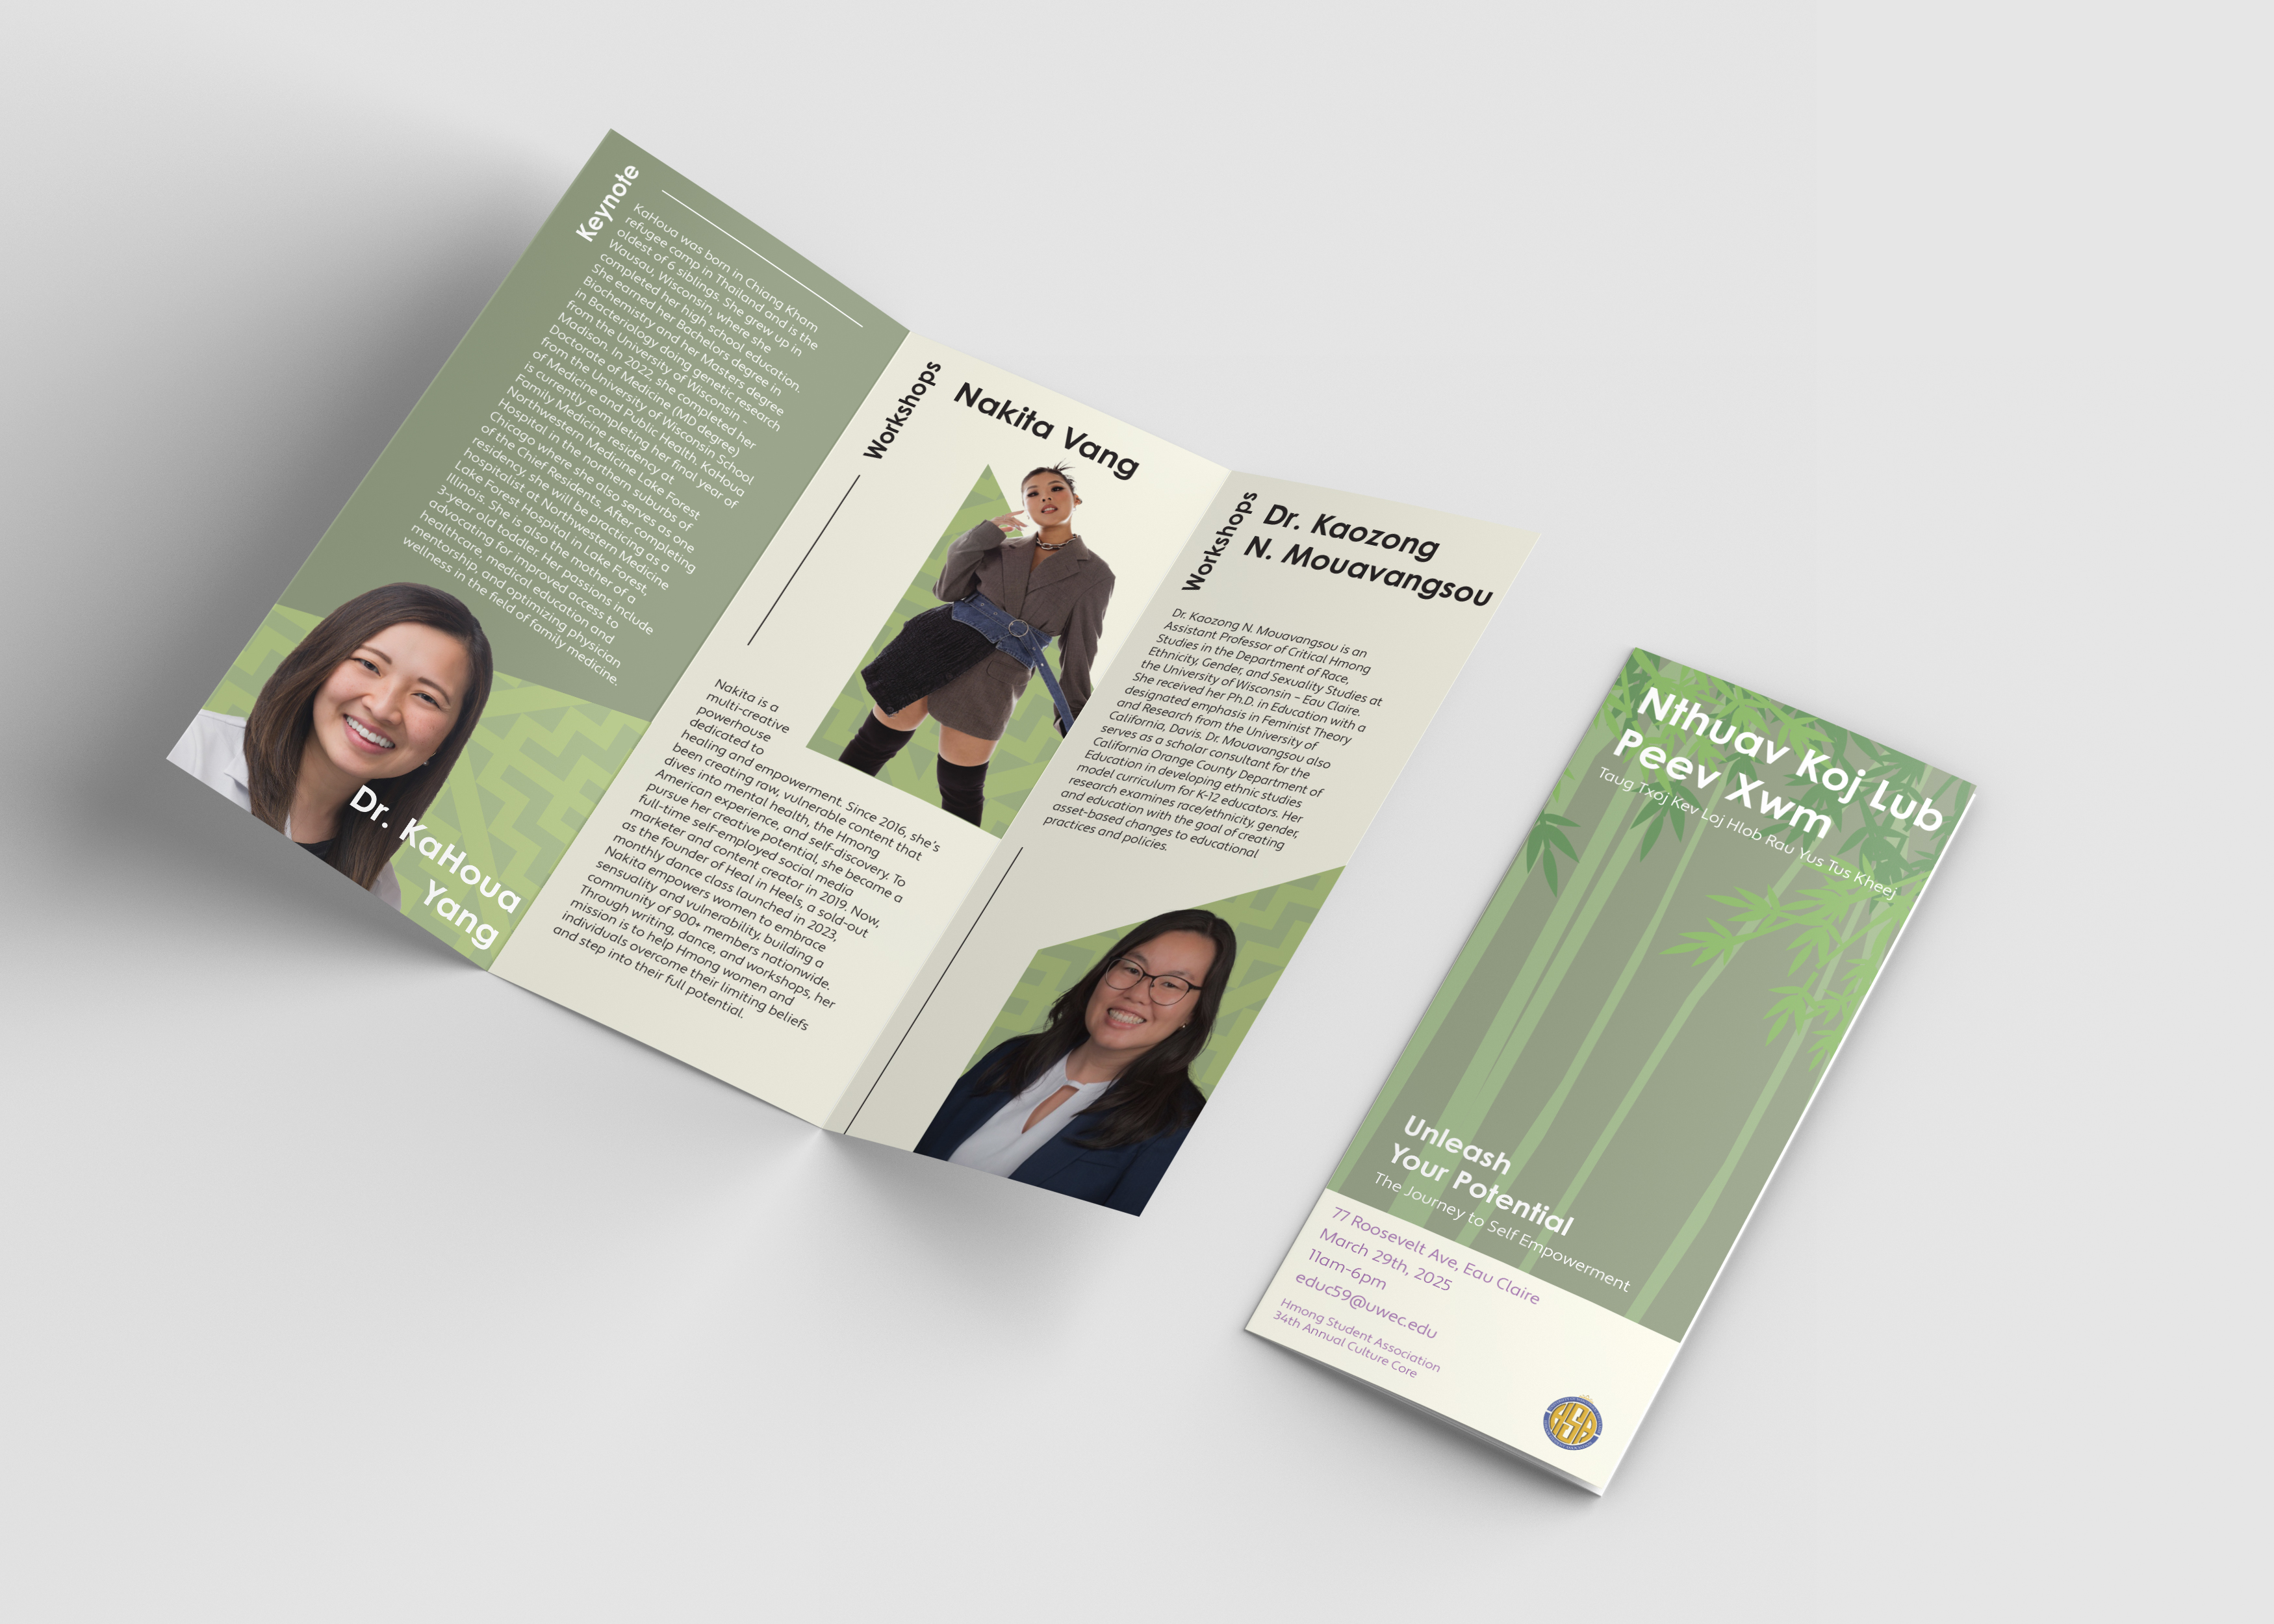 Keynote
KaHoua was born in Chiang Kham
refugee camp in Thailand and is the
oldest of 6 siblings. She grew up in
Wausau, Wisconsin, where she
completed her high school education.
She earned her Bachelors degree in
Biochemistry and her Masters degree
in Bacteriology doing genetic research
from the University of Wisconsin –
Madison. In 2022, she completed her
Doctorate of Medicine (MD degree)
from the University of Wisconsin School
of Medicine and Public Health. KaHoua
is currently completing her final year of
Family Medicine residency at
Northwestern Medicine Lake Forest
Hospital in the northern suburbs of
Chicago where she also serves as one
of the Chief Residents. After completing
residency, she will be practicing as a
hospitalist at Northwestern Medicine
Lake Forest Hospital in Lake Forest,
Illinois. She is also the mother of a
3-year old toddler. Her passions include
advocating for improved access to
healthcare, medical education and
mentorship, and optimizing physician
wellness in the field of family medicine.
Dr. KaHoua
Yang
Workshops
Nakita Vang
Nakita is a
multi-creative
powerhouse
dedicated to
healing and empowerment. Since 2016, she's
been creating raw, vulnerable content that
dives into mental health, the Hmong
American experience, and self-discovery. To
pursue her creative potential, she became a
full-time self-employed social media
marketer and content creator in 2019. Now,
as the founder of Heal in Heels, a sold-out
monthly dance class launched in 2023,
Nakita empowers women to embrace
sensuality and vulnerability, building a
community of 900+ members nationwide.
Through writing, dance, and workshops, her
mission is to help Hmong women and
individuals overcome their limiting beliefs
and step into their full potential.
Workshops
Dr. Kaozong
N. Mouavangsou
Dr. Kaozong N. Mouavangsou is an
Assistant Professor of Critical Hmong
Studies in the Department of Race,
Ethnicity, Gender, and Sexuality Studies at
the University of Wisconsin – Eau Claire.
She received her Ph.D. in Education with a
designated emphasis in Feminist Theory
and Research from the University of
California, Davis. Dr. Mouavangsou also
serves as a scholar consultant for the
California Orange County Department of
Education in developing ethnic studies
model curriculum for K-12 educators. Her
research examines race/ethnicity, gender,
and education with the goal of creating
asset-based changes to educational
practices and policies.
Nthuav Koj Lub
Peev Xwm
Taug Txoj Kev Loj Hlob Rau Yus Tus Kheej
Unleash
Your Potential
The Journey to Self Empowerment
77 Roosevelt Ave, Eau Claire
March 29th, 2025
11am-6pm
educ59@uwec.edu
Hmong Student Association
34th Annual Culture Core
HSA